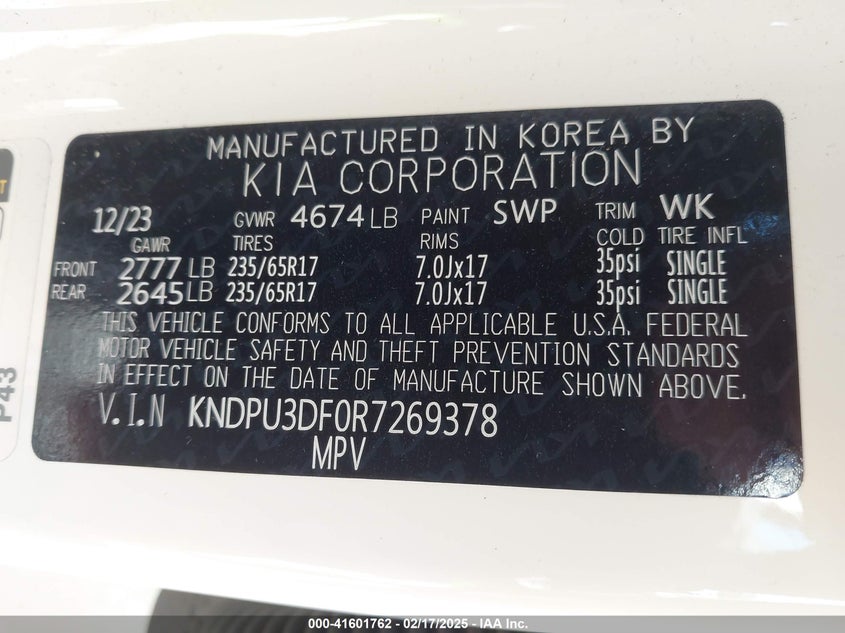 MANUFACTURED IN KOREA BY
KIA CORPORATION
12/23 GVWR 4674 LB PAINT SWP TRIM WK
GAWR TIRES RIMS COLD TIRE INFL
FRONT 2777 LB 235/65R17 7.0Jx17 35psi SINGLE
REAR 2645 LB 235/65R17 7.0Jx17 35psi SINGLE
THIS VEHICLE CONFORMS TO ALL APPLICABLE U.S.A. FEDERAL
MOTOR VEHICLE SAFETY AND THEFT PREVENTION STANDARDS
IN EFFECT ON THE DATE OF MANUFACTURE SHOWN ABOVE.
V.I.N KNDPU3DF0R7269378
MPV
P43
000-41601762 - 02/17/2025 - IAA Inc.